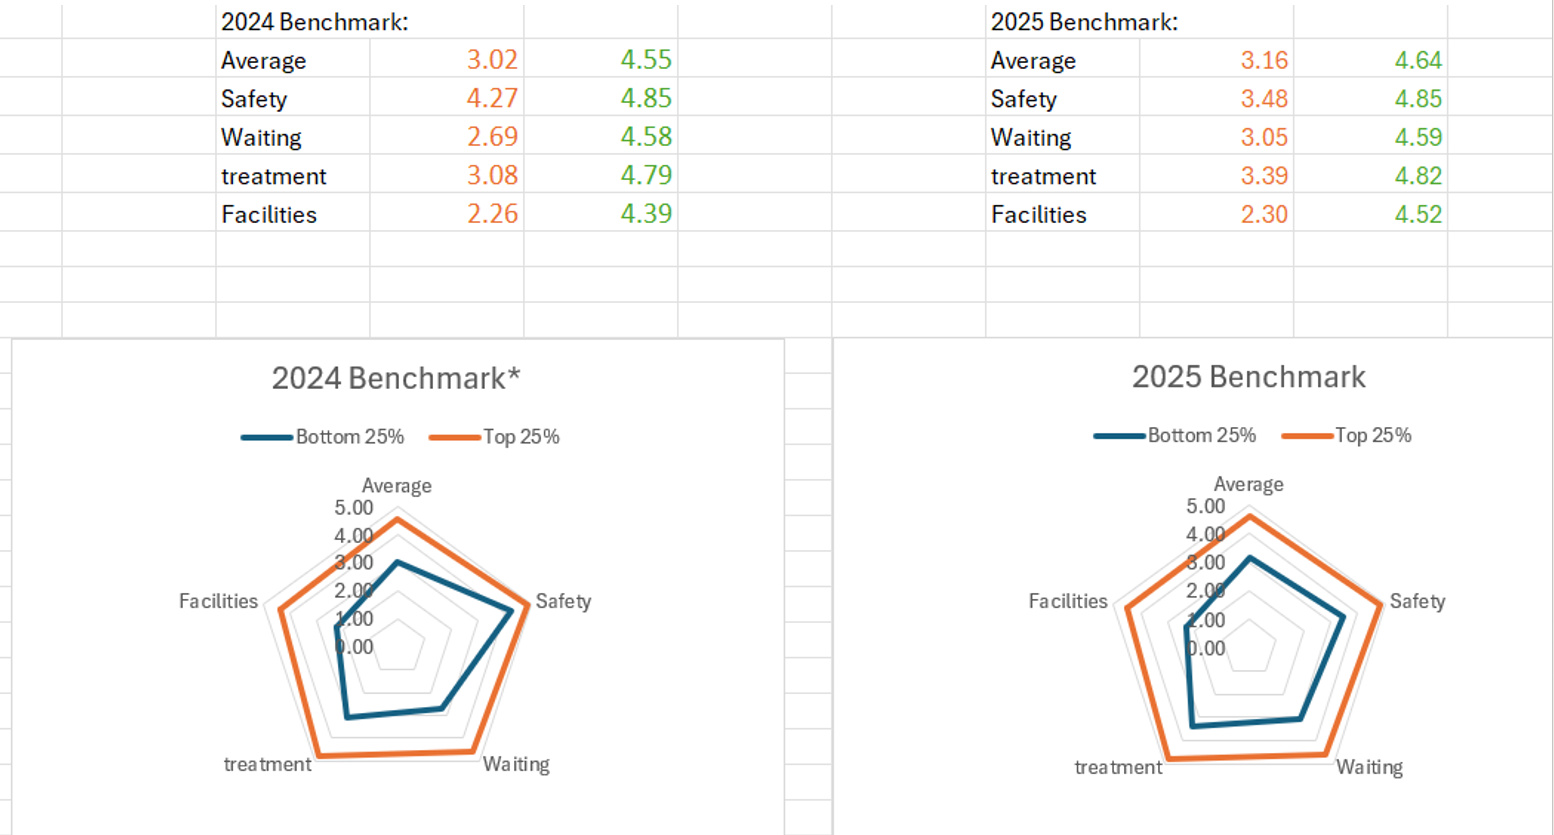 2024 Benchmark: 2025 Benchmark:
Average 3.02 4.55 Average 3.16 4.64
Safety 4.27 4.85 Safety 3.48 4.85
Waiting 2.69 4.58 Waiting 3.05 4.59
treatment 3.08 4.79 treatment 3.39 4.82
Facilities 2.26 4.39 Facilities 2.30 4.52
2024 Benchmark*
Bottom 25% Top 25%
Average
5.00
4.00
3.00
2.00
1.00
0.00
Facilities
Safety
treatment
Waiting
2025 Benchmark
Bottom 25% Top 25%
Average
5.00
4.00
3.00
2.00
1.00
0.00
Facilities
Safety
treatment
Waiting